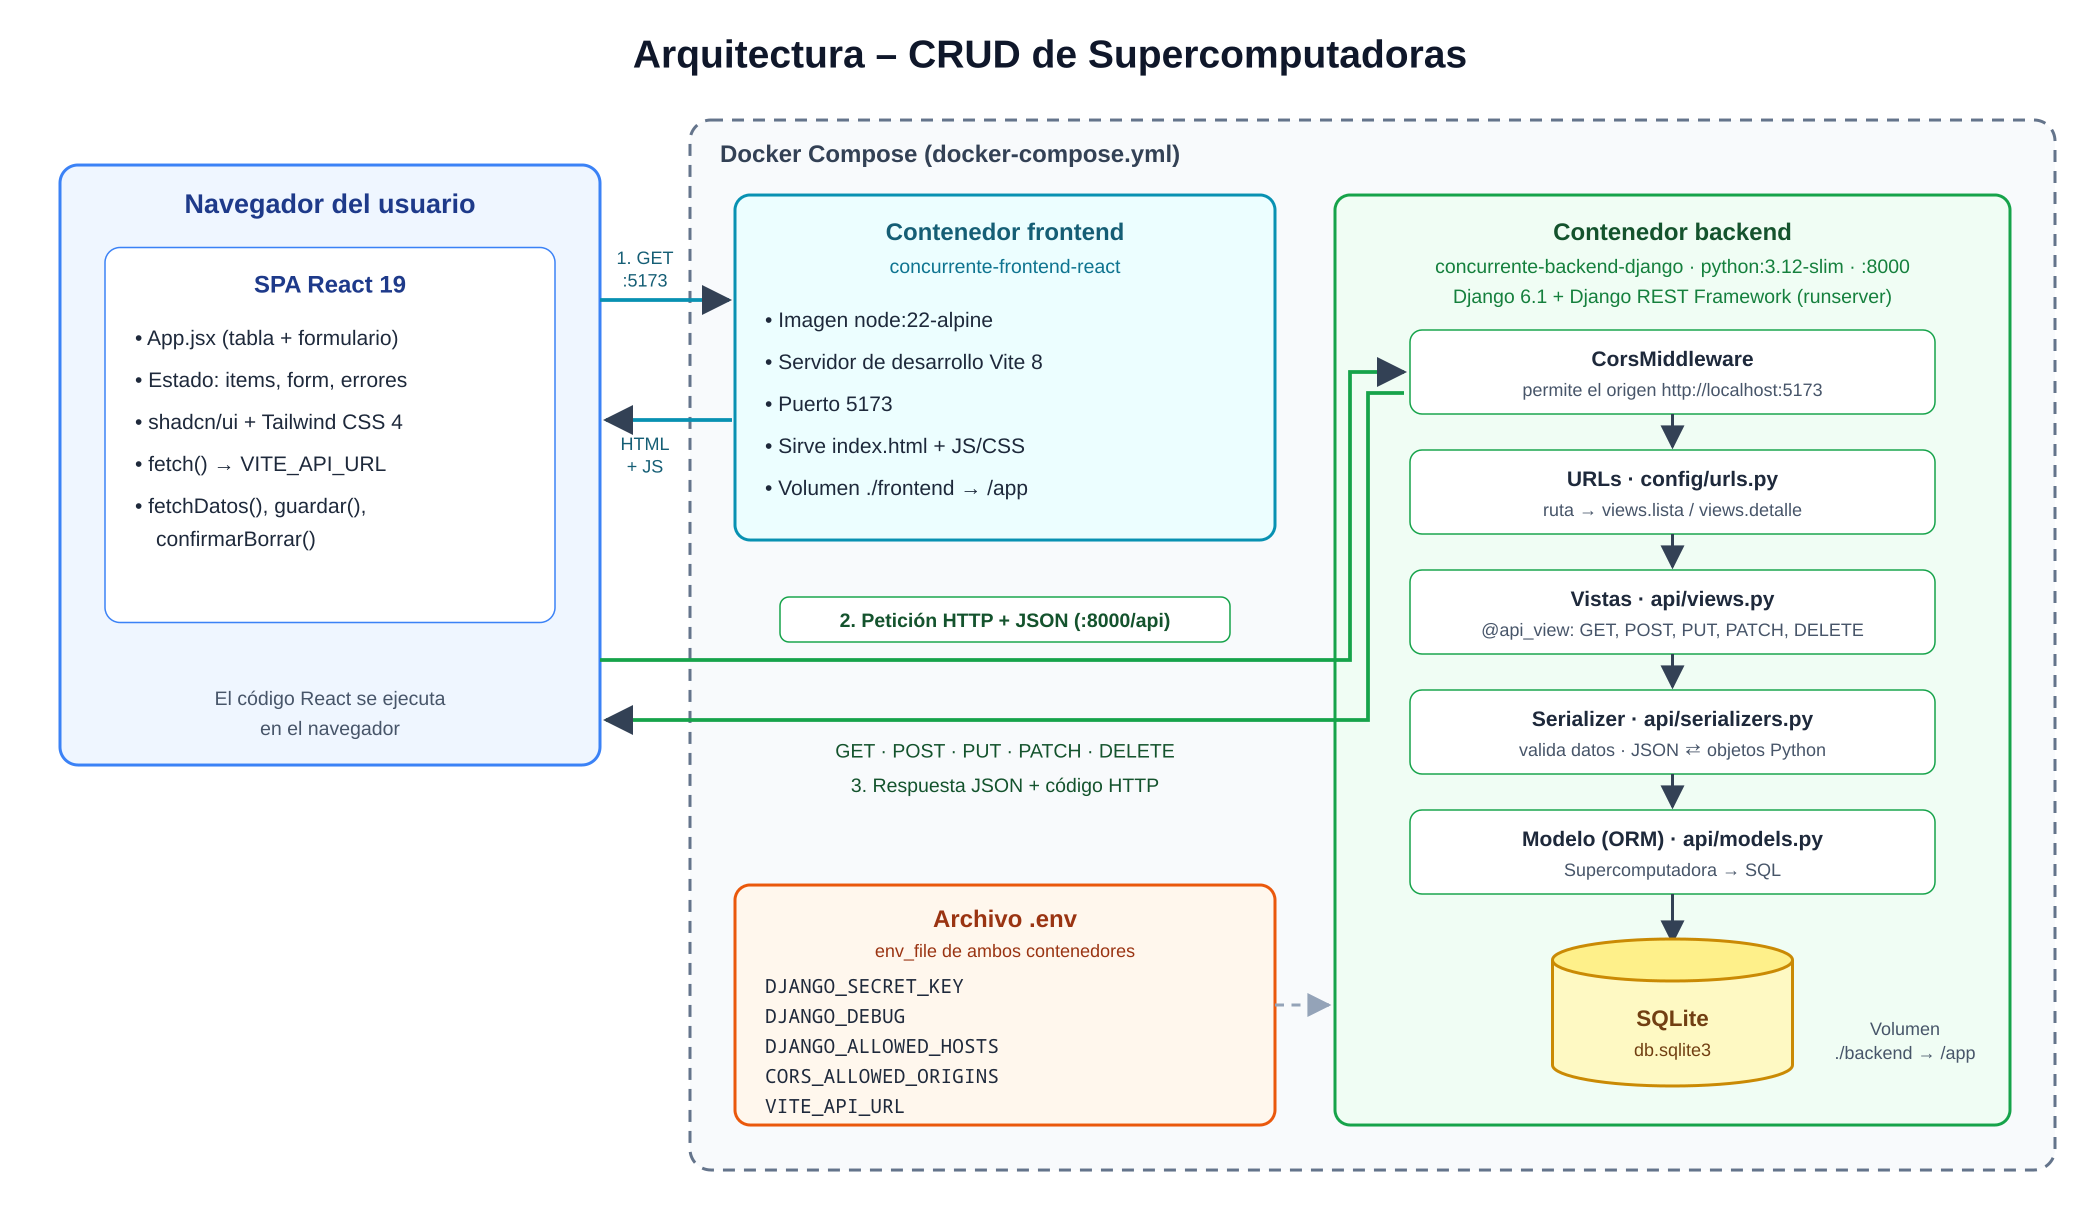 Arquitectura – CRUD de Supercomputadoras
Navegador del usuario
SPA React 19
• App.jsx (tabla + formulario)
• Estado: items, form, errores
• shadcn/ui + Tailwind CSS 4
• fetch() → VITE_API_URL
• fetchDatos(), guardar(),
confirmarBorrar()
El código React se ejecuta
en el navegador
1. GET
:5173
HTML
+ JS
Docker Compose (docker-compose.yml)
Contenedor frontend
concurrente-frontend-react
• Imagen node:22-alpine
• Servidor de desarrollo Vite 8
• Puerto 5173
• Sirve index.html + JS/CSS
• Volumen ./frontend → /app
2. Petición HTTP + JSON (:8000/api)
GET · POST · PUT · PATCH · DELETE
3. Respuesta JSON + código HTTP
Archivo .env
env_file de ambos contenedores
DJANGO_SECRET_KEY
DJANGO_DEBUG
DJANGO_ALLOWED_HOSTS
CORS_ALLOWED_ORIGINS
VITE_API_URL
Contenedor backend
concurrente-backend-django · python:3.12-slim · :8000
Django 6.1 + Django REST Framework (runserver)
CorsMiddleware
permite el origen http://localhost:5173
URLs · config/urls.py
ruta → views.lista / views.detalle
Vistas · api/views.py
@api_view: GET, POST, PUT, PATCH, DELETE
Serializer · api/serializers.py
valida datos · JSON ⇄ objetos Python
Modelo (ORM) · api/models.py
Supercomputadora → SQL
SQLite
db.sqlite3
Volumen
./backend → /app